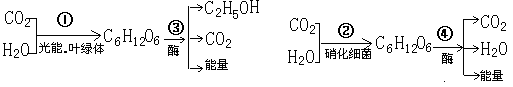 CO2 ① ③ C2H5OH CO2 ② ④ CO2
H2O 光能、叶绿体 C6H12O6 酶 CO2 H2O 硝化细菌 C6H12O6 酶 H2O
能量 能量